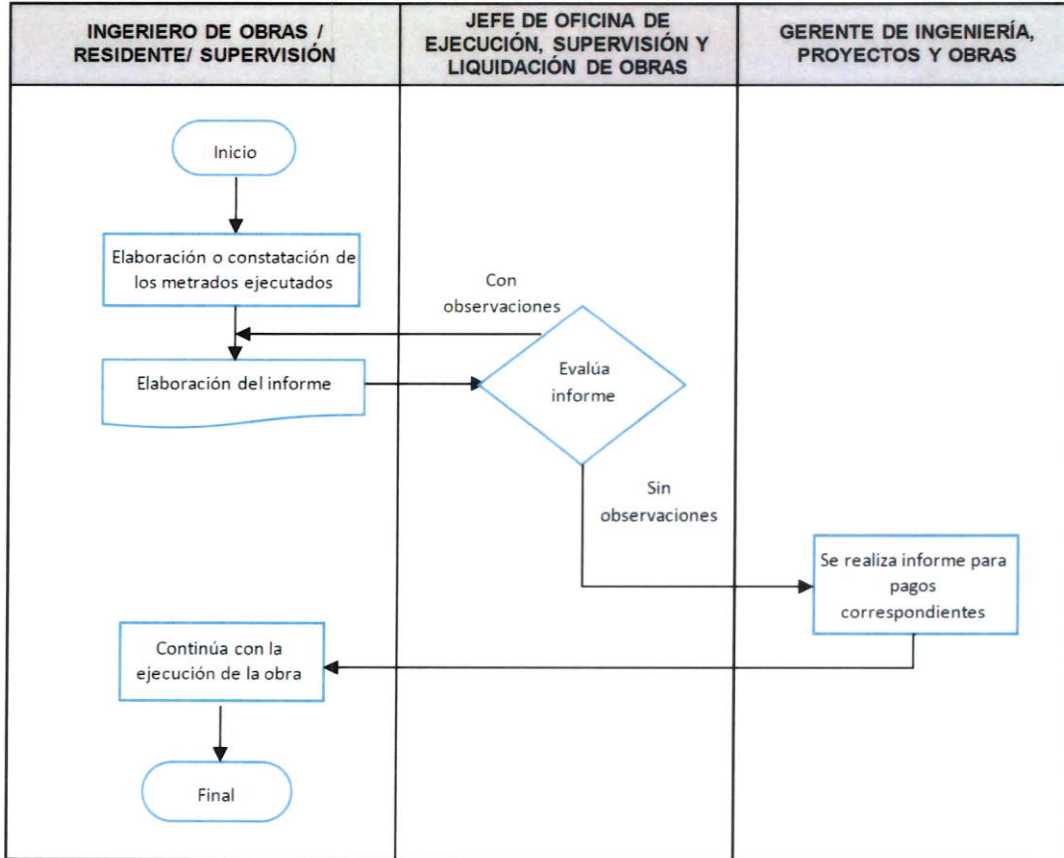 INGERIERO DE OBRAS /
RESIDENTE/ SUPERVISIÓN
JEFE DE OFICINA DE
EJECUCIÓN, SUPERVISIÓN Y
LIQUIDACIÓN DE OBRAS
GERENTE DE INGENIERÍA,
PROYECTOS Y OBRAS
Inicio
Elaboración o constatación de
los metrados ejecutados
Con
observaciones
Elaboración del informe
Evalúa
informe
Sin
observaciones
Se realiza informe para
pagos
correspondientes
Continúa con la
ejecución de la obra
Final